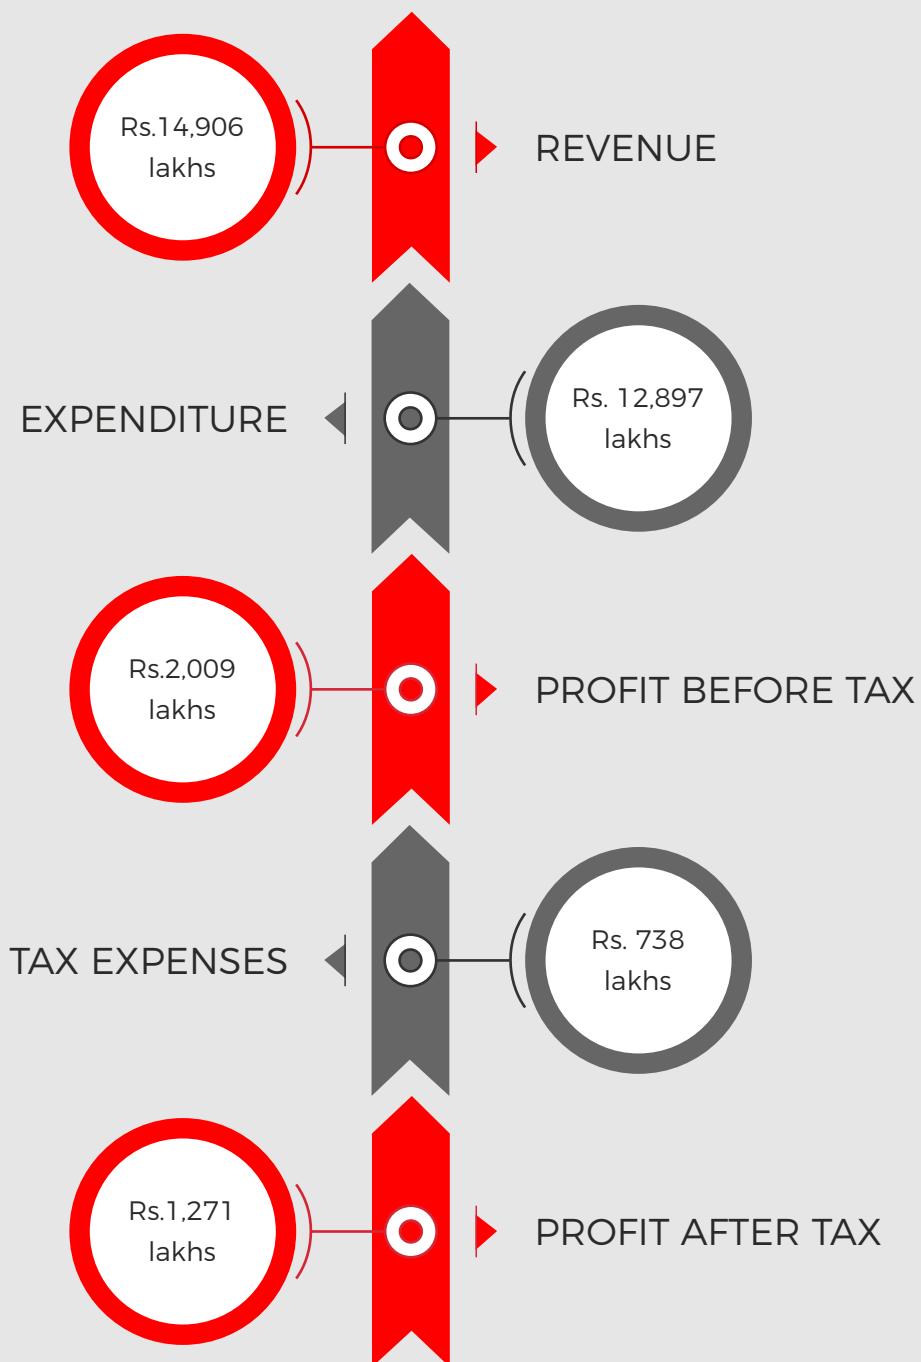 Rs.14,906
lakhs
REVENUE
EXPENDITURE
Rs. 12,897
lakhs
Rs.2,009
lakhs
PROFIT BEFORE TAX
TAX EXPENSES
Rs. 738
lakhs
Rs.1,271
lakhs
PROFIT AFTER TAX